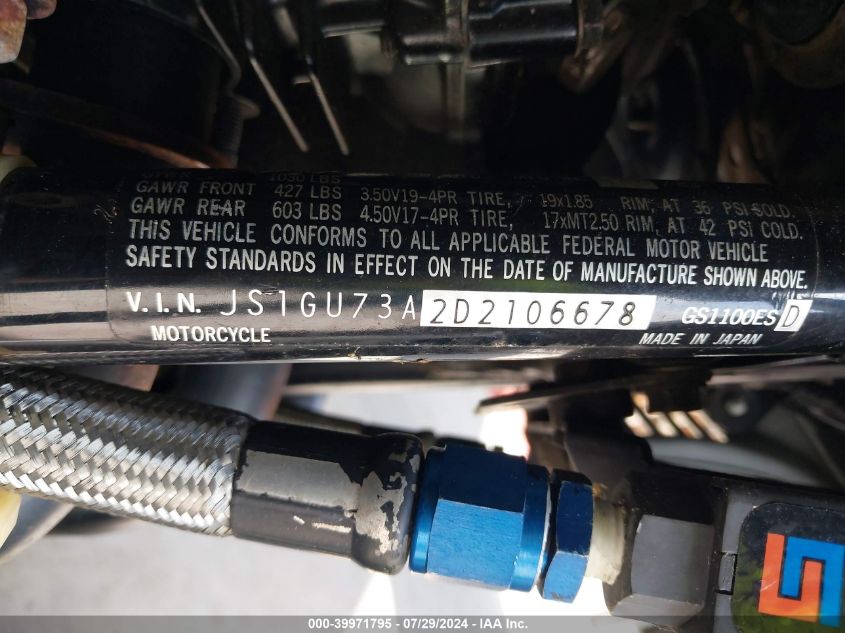 1030 LBS
GAWR FRONT 427 LBS 3.50V19-4PR TIRE, 19x1.85 RIM, AT 36 PSI COLD.
GAWR REAR 603 LBS 4.50V17-4PR TIRE, 17xMT2.50 RIM, AT 42 PSI COLD.
THIS VEHICLE CONFORMS TO ALL APPLICABLE FEDERAL MOTOR VEHICLE
SAFETY STANDARDS IN EFFECT ON THE DATE OF MANUFACTURE SHOWN ABOVE.
V.I.N. JS1GU73A2D2106678 GS1100ESD
MOTORCYCLE MADE IN JAPAN
000-39971795 / 07/29/2024 / IAA Inc.